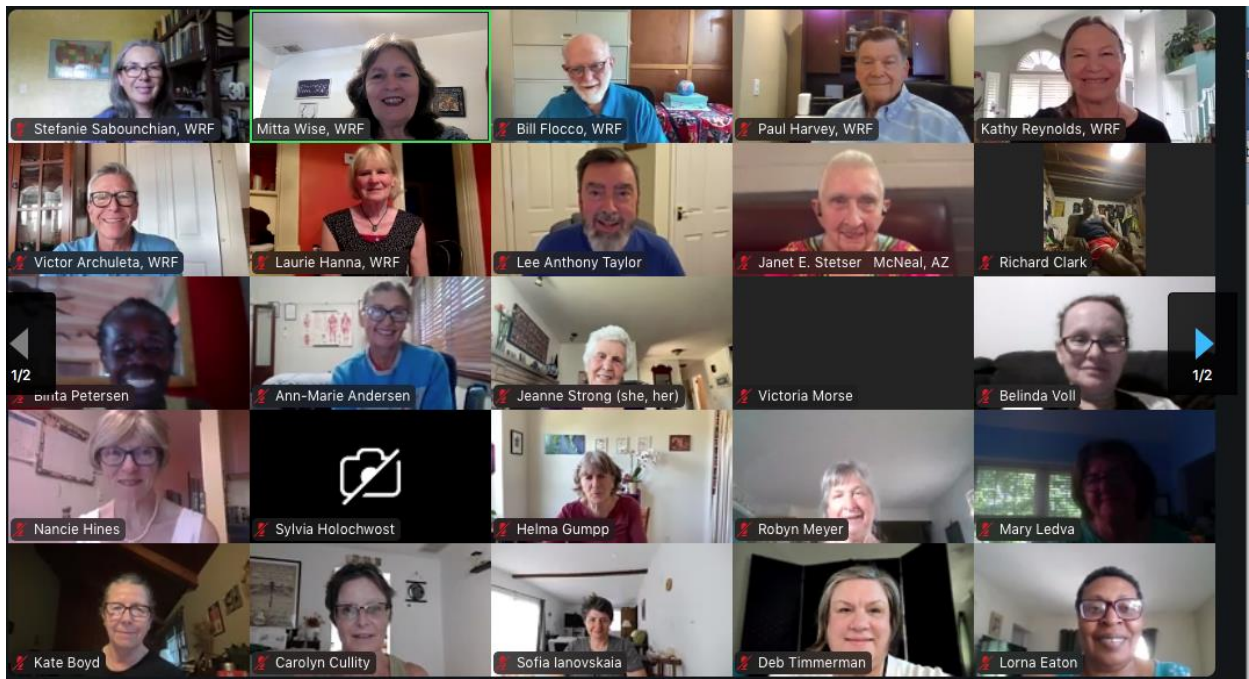 Stefanie Sabounchian, WRF
Mitta Wise, WRF
Bill Flocco, WRF
Paul Harvey, WRF
Kathy Reynolds, WRF
Victor Archuleta, WRF
Laurie Hanna, WRF
Lee Anthony Taylor
Janet E. Stetser McNeal, AZ
Richard Clark
1/2
Binta Petersen
Ann-Marie Andersen
Jeanne Strong (she, her)
Victoria Morse
Belinda Voll
1/2
Nancie Hines
Sylvia Holochwost
Helma Gumpp
Robyn Meyer
Mary Ledva
Kate Boyd
Carolyn Cullity
Sofia Ianovskaia
Deb Timmerman
Lorna Eaton